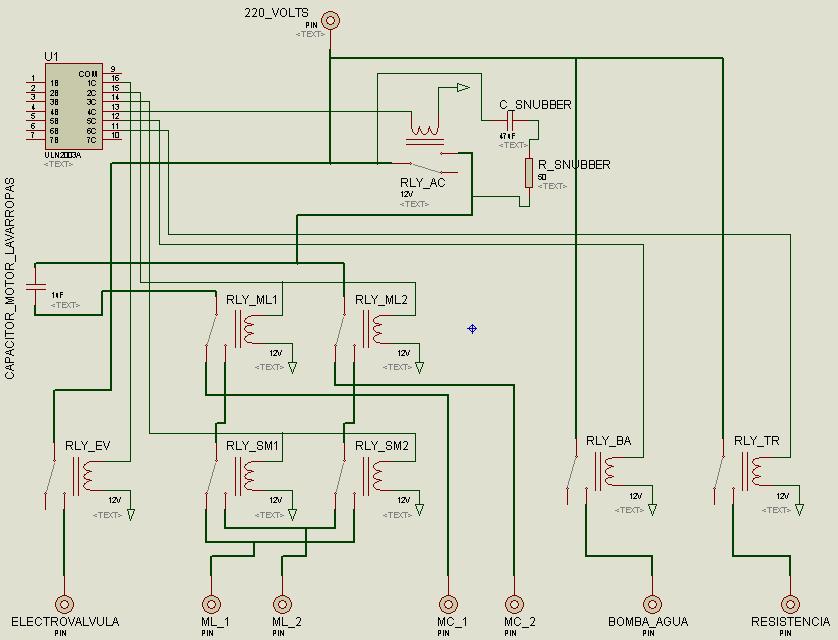 220_VOLTS
PIN
<TEXT>
U1
1 1B COM 9
2 2B 1C 16
3 3B 2C 15
4 4B 3C 14
5 5B 4C 13
6 6B 5C 12
7 7B 6C 11
7C 10
ULN2003A
<TEXT>
C_SNUBBER
<TEXT>
R_SNUBBER
<TEXT>
RLY_AC
12V
<TEXT>
CAPACITOR_MOTOR_LAVARROPAS
<TEXT>
RLY_ML1
12V
<TEXT>
RLY_ML2
12V
<TEXT>
RLY_EV
12V
<TEXT>
RLY_SM1
12V
<TEXT>
RLY_SM2
12V
<TEXT>
RLY_BA
12V
<TEXT>
RLY_TR
12V
<TEXT>
ELECTROVALVULA
PIN
ML_1
PIN
ML_2
PIN
MC_1
PIN
MC_2
PIN
BOMBA_AGUA
PIN
RESISTENCIA
PIN